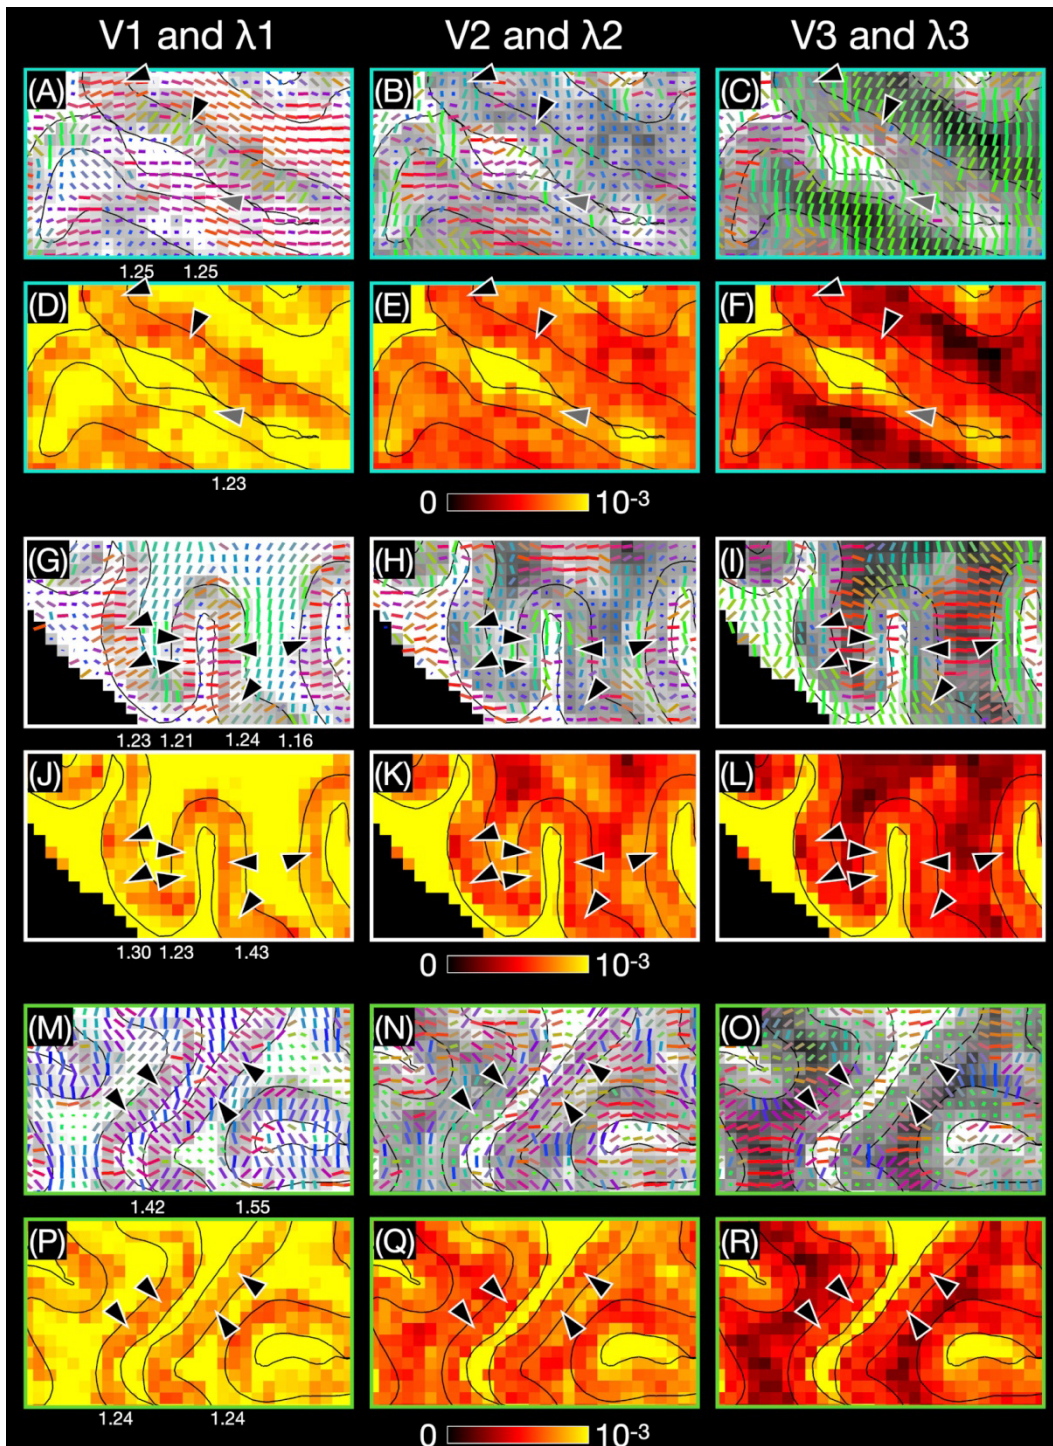 V1 and λ1 V2 and λ2 V3 and λ3
(A) (B) (C)
1.25 1.25
(D) (E) (F)
1.23
0 10-3
(G) (H) (I)
1.23 1.21 1.24 1.16
(J) (K) (L)
1.30 1.23 1.43
0 10-3
(M) (N) (O)
1.42 1.55
(P) (Q) (R)
1.24 1.24
0 10-3